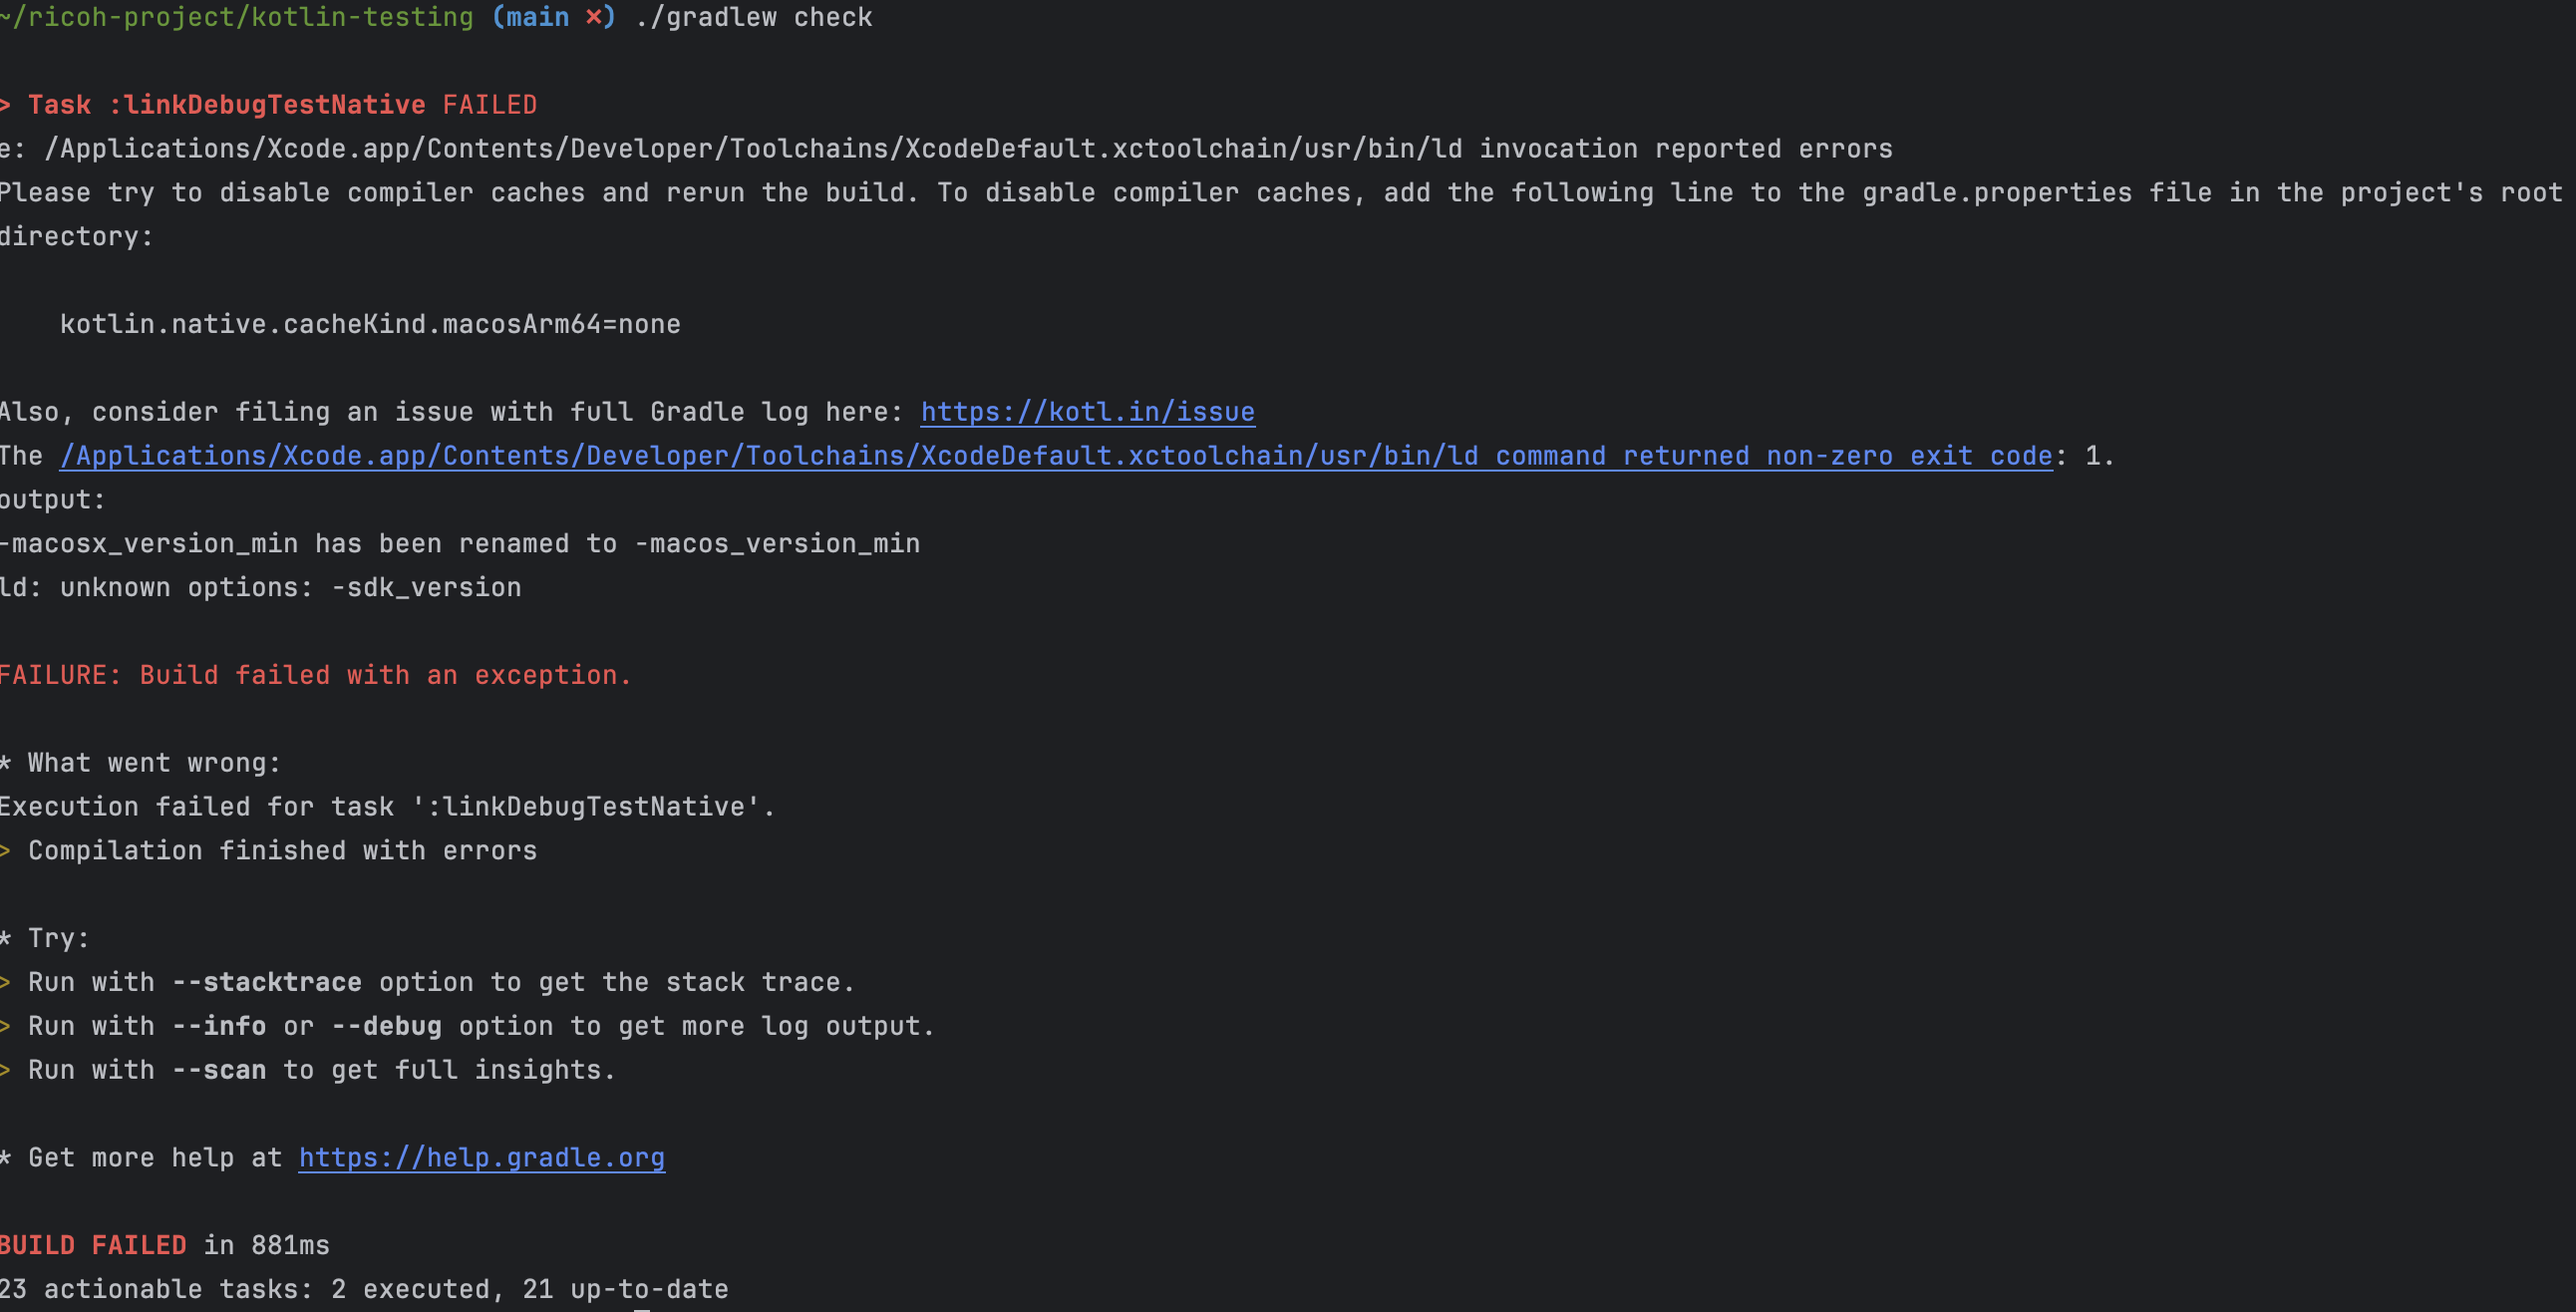 ~/ricoh-project/kotlin-testing (main ×) ./gradlew check
> Task :linkDebugTestNative FAILED
e: /Applications/Xcode.app/Contents/Developer/Toolchains/XcodeDefault.xctoolchain/usr/bin/ld invocation reported errors
Please try to disable compiler caches and rerun the build. To disable compiler caches, add the following line to the gradle.properties file in the project's root
directory:
kotlin.native.cacheKind.macosArm64=none
Also, consider filing an issue with full Gradle log here: https://kotl.in/issue
The /Applications/Xcode.app/Contents/Developer/Toolchains/XcodeDefault.xctoolchain/usr/bin/ld command returned non-zero exit code: 1.
output:
-macosx_version_min has been renamed to -macos_version_min
ld: unknown options: -sdk_version
FAILURE: Build failed with an exception.
* What went wrong:
Execution failed for task ':linkDebugTestNative'.
> Compilation finished with errors
* Try:
> Run with --stacktrace option to get the stack trace.
> Run with --info or --debug option to get more log output.
> Run with --scan to get full insights.
* Get more help at https://help.gradle.org
BUILD FAILED in 881ms
23 actionable tasks: 2 executed, 21 up-to-date